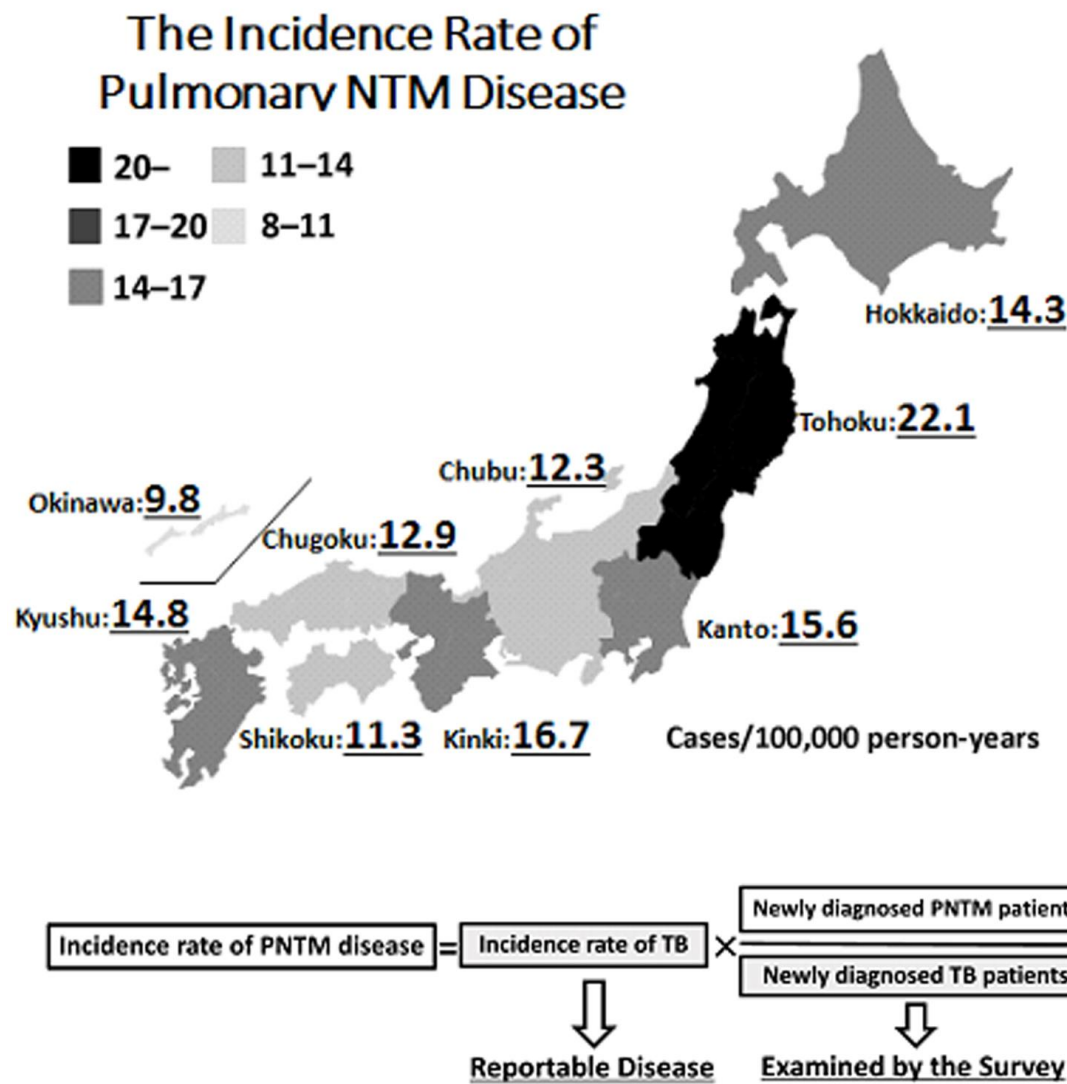 The Incidence Rate of
Pulmonary NTM Disease
20–
11–14
17–20
8–11
14–17
Hokkaido:14.3
Tohoku:22.1
Chubu:12.3
Okinawa:9.8
Chugoku:12.9
Kyushu:14.8
Kanto:15.6
Shikoku:11.3
Kinki:16.7
Cases/100,000 person-years
Newly diagnosed PNTM patient
Incidence rate of PNTM disease
=
Incidence rate of TB
×
Newly diagnosed TB patients
Reportable Disease
Examined by the Survey